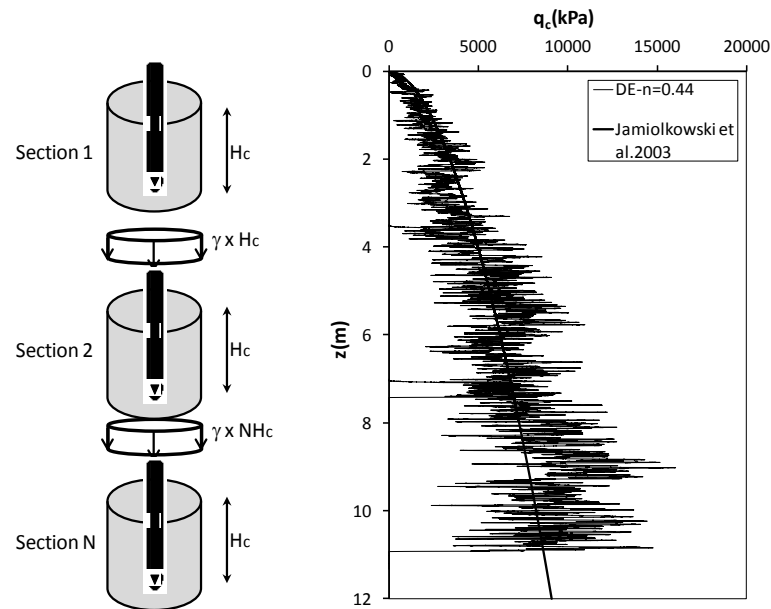 Section 1
Hc
γ x Hc
Section 2
Hc
γ x NHc
Section N
Hc
qc(kPa)
0 5000 10000 15000 20000
0
2
4
6
8
10
12
z(m)
DE-n=0.44
Jamiolkowski et
al.2003